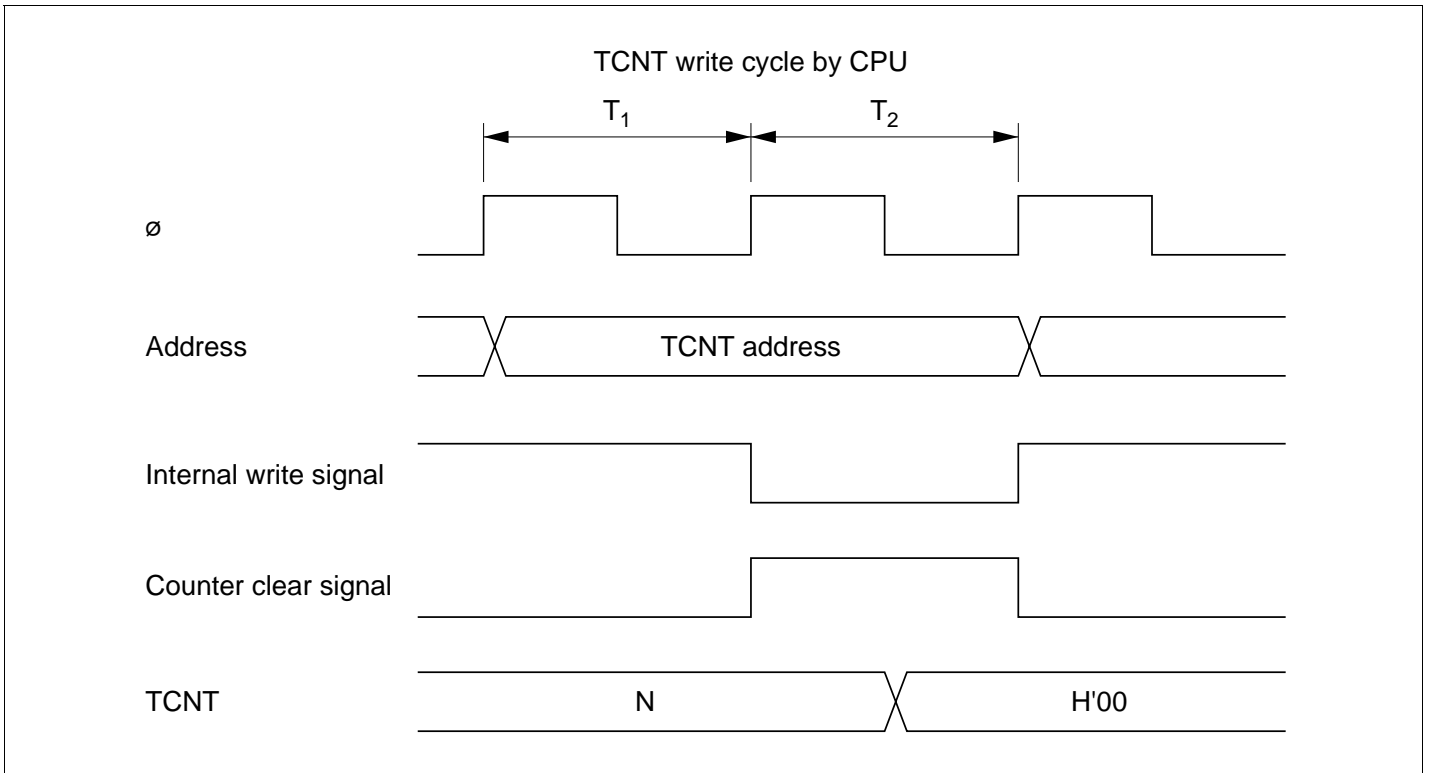 TCNT write cycle by CPU
T₁ T₂
ø
Address TCNT address
Internal write signal
Counter clear signal
TCNT N H'00